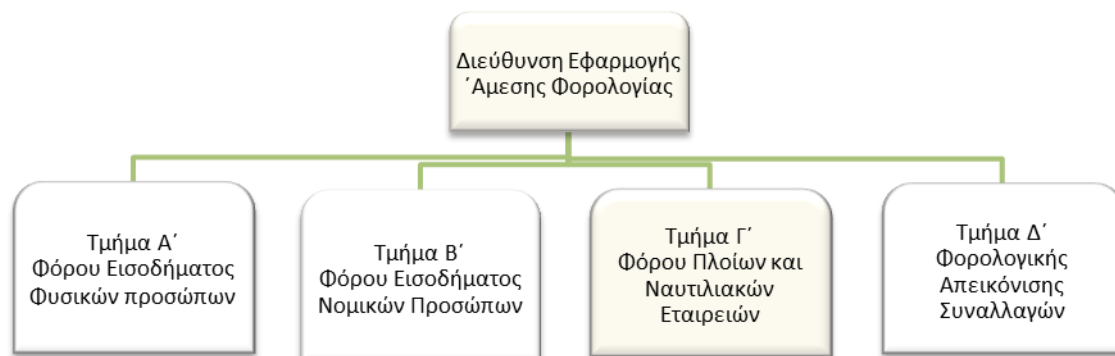 Διεύθυνση Εφαρμογής
΄Αμεσης Φορολογίας
Τμήμα Α΄
Φόρου Εισοδήματος
Φυσικών προσώπων
Τμήμα Β΄
Φόρου Εισοδήματος
Νομικών Προσώπων
Τμήμα Γ΄
Φόρου Πλοίων και
Ναυτιλιακών
Εταιρειών
Τμήμα Δ΄
Φορολογικής
Απεικόνισης
Συναλλαγών